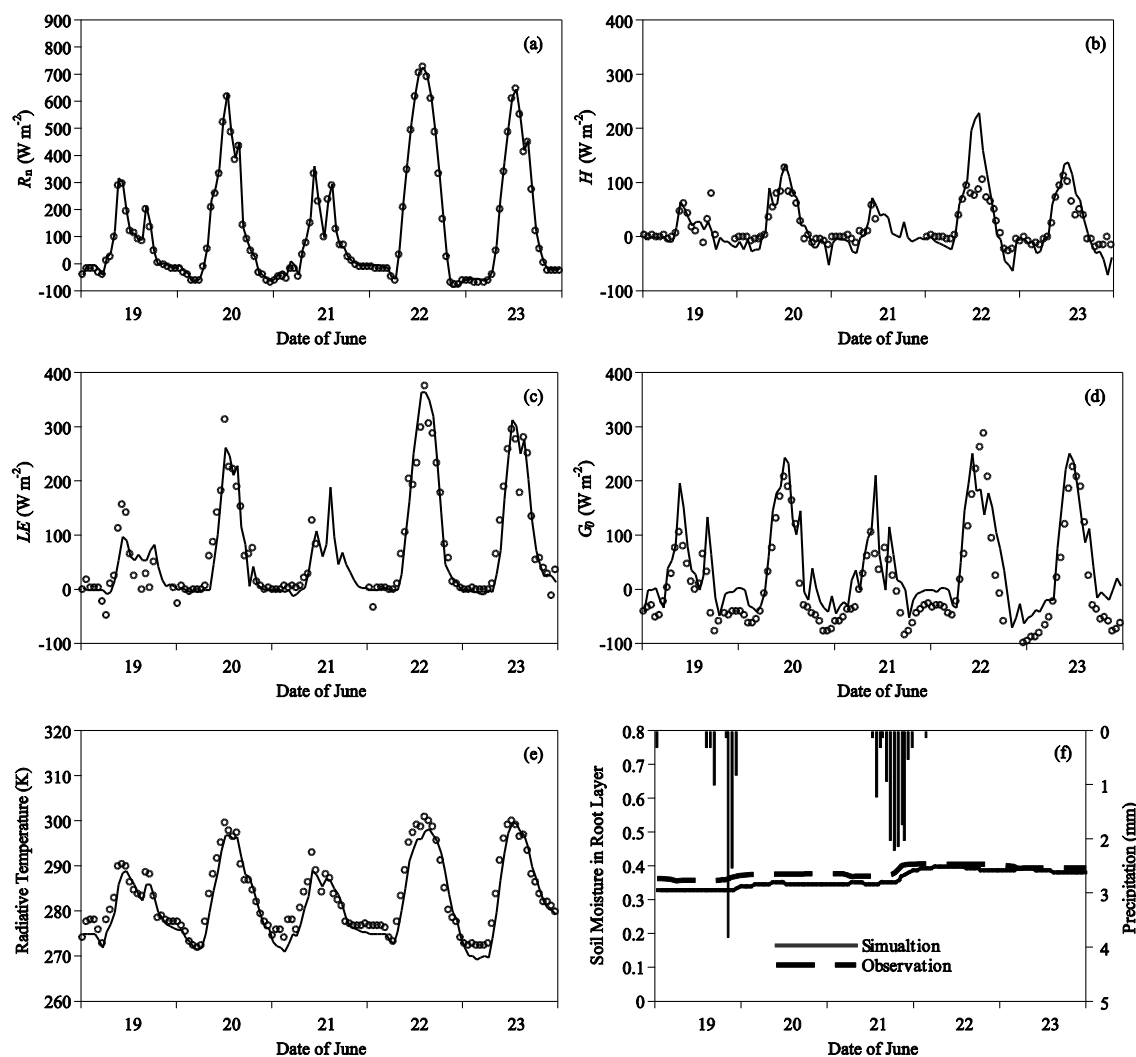 (a)
900
800
700
600
500
400
300
200
100
0
-100
Rn (W m-2)
19 20 21 22 23
Date of June
(b)
400
300
200
100
0
-100
H (W m-2)
19 20 21 22 23
Date of June
(c)
400
300
200
100
0
-100
LE (W m-2)
19 20 21 22 23
Date of June
(d)
400
300
200
100
0
-100
G0 (W m-2)
19 20 21 22 23
Date of June
(e)
320
310
300
290
280
270
260
Radiative Temperature (K)
19 20 21 22 23
Date of June
(f)
0.8
0.7
0.6
0.5
0.4
0.3
0.2
0.1
0
Soil Moisture in Root Layer
0
1
2
3
4
5
Precipitation (mm)
Simualtion
Observation
19 20 21 22 23
Date of June